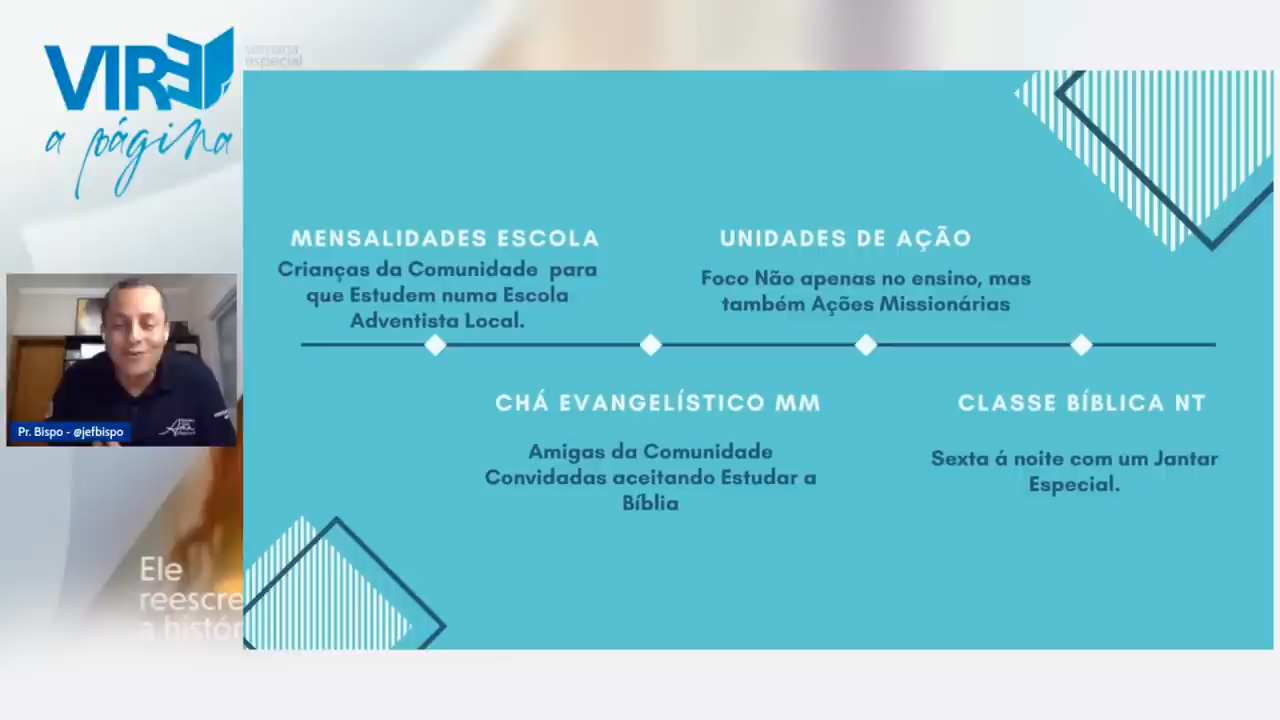 VIRE
a página
semana
especial
MENSALIDADES ESCOLA
Crianças da Comunidade para
que Estudem numa Escola
Adventista Local.
UNIDADES DE AÇÃO
Foco Não apenas no ensino, mas
também Ações Missionárias
CHÁ EVANGELÍSTICO MM
Amigas da Comunidade
Convidadas aceitando Estudar a
Bíblia
CLASSE BÍBLICA NT
Sexta á noite com um Jantar
Especial.
Pr. Bispo - @jefbispo
Ele
reescre
a histór